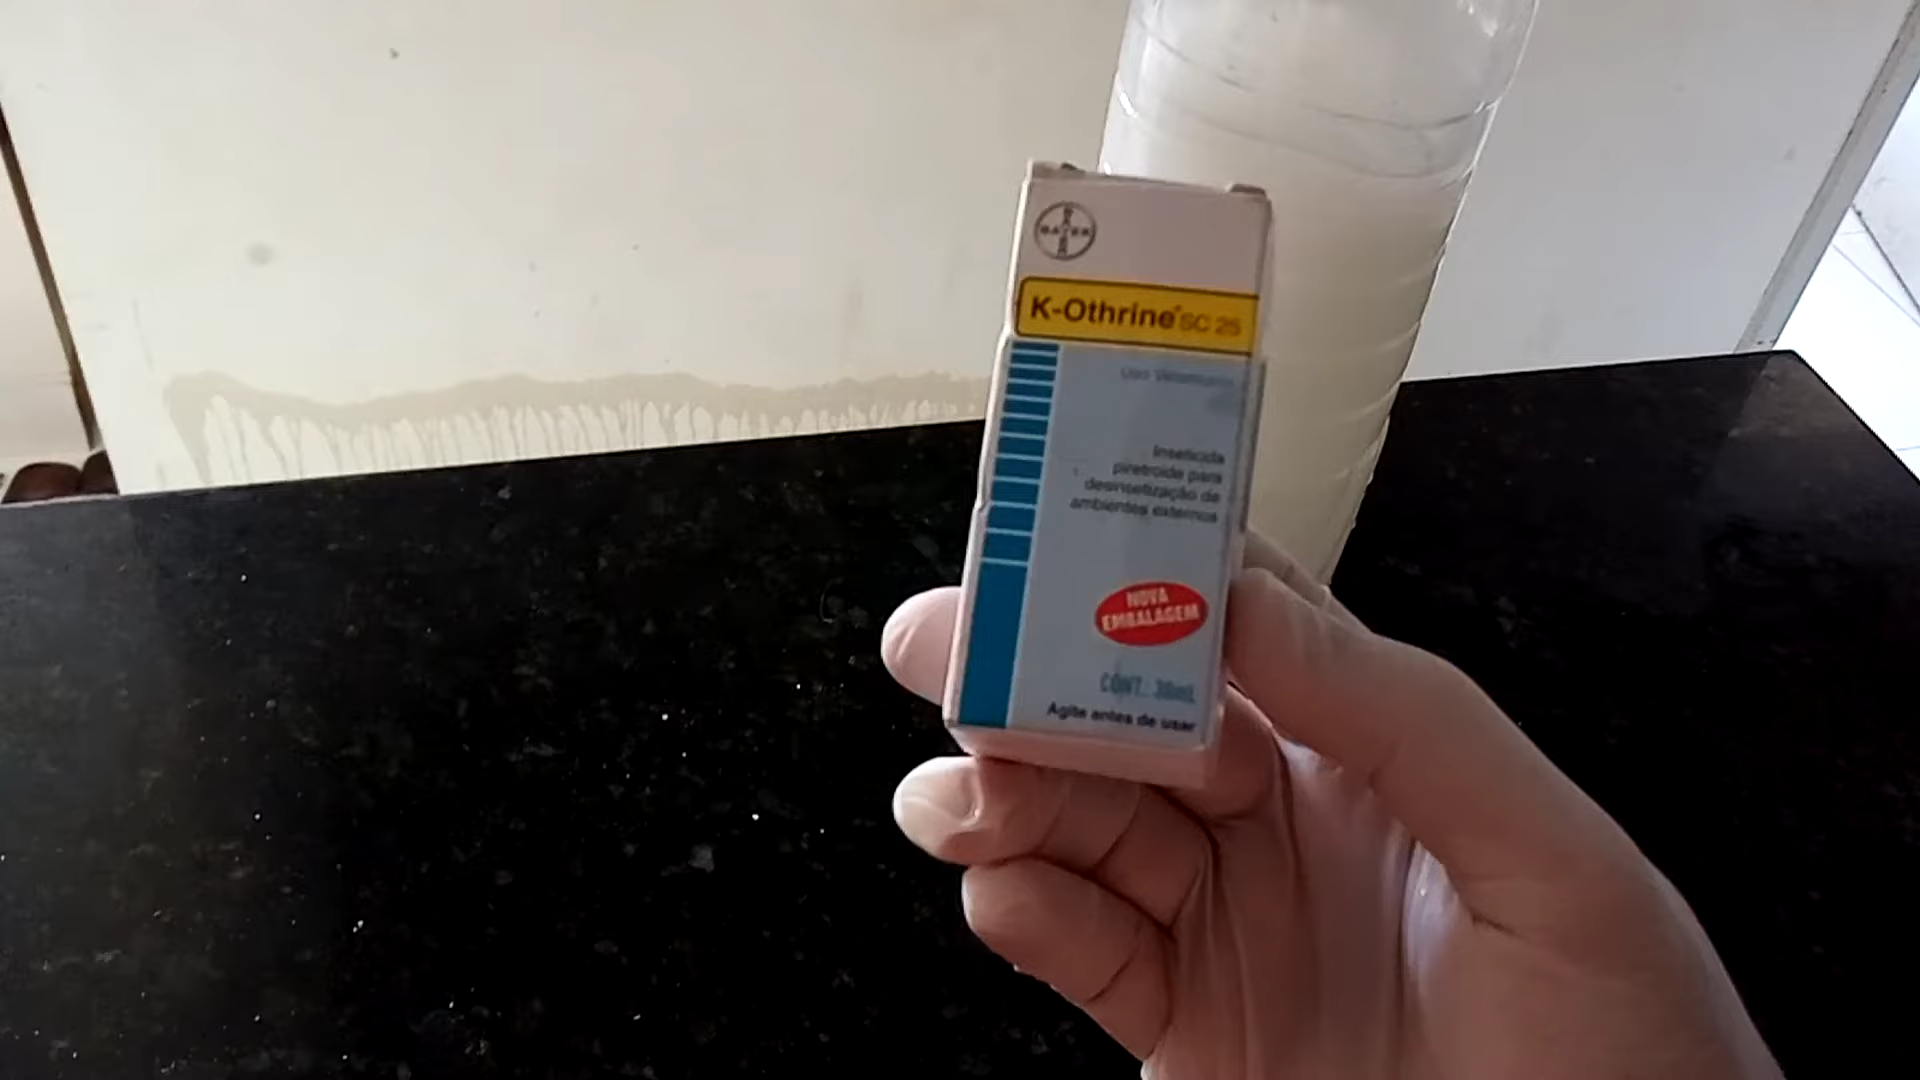 BAYER
K-Othrine® SC 25
Uso Veterinário
Inseticida
piretroide para
desinsetização de
ambientes externos
NOVA
EMBALAGEM
CONT.: 30mL
Agite antes de usar